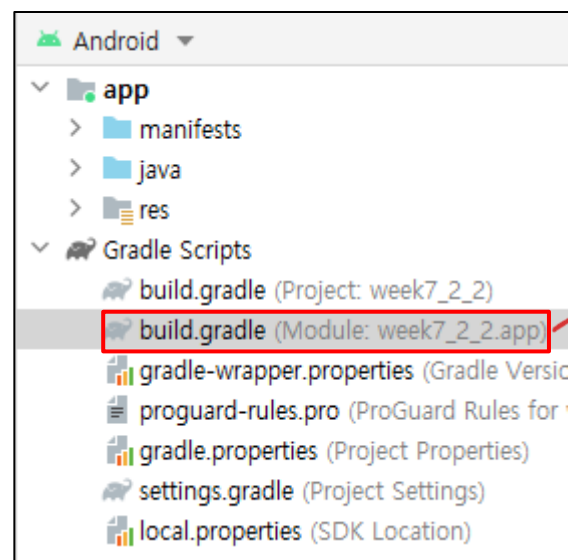 Android
app
manifests
java
res
Gradle Scripts
build.gradle (Project: week7_2_2)
build.gradle (Module: week7_2_2.app)
gradle-wrapper.properties (Gradle Versio
proguard-rules.pro (ProGuard Rules for
gradle.properties (Project Properties)
settings.gradle (Project Settings)
local.properties (SDK Location)